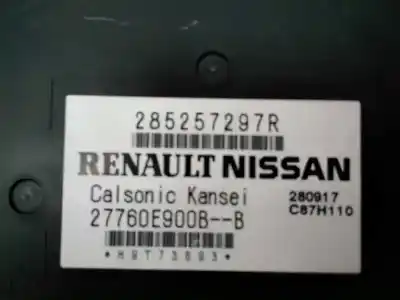 285257297R
RENAULT NISSAN
Calsonic Kansei 280917
27760E900B--B C87H110